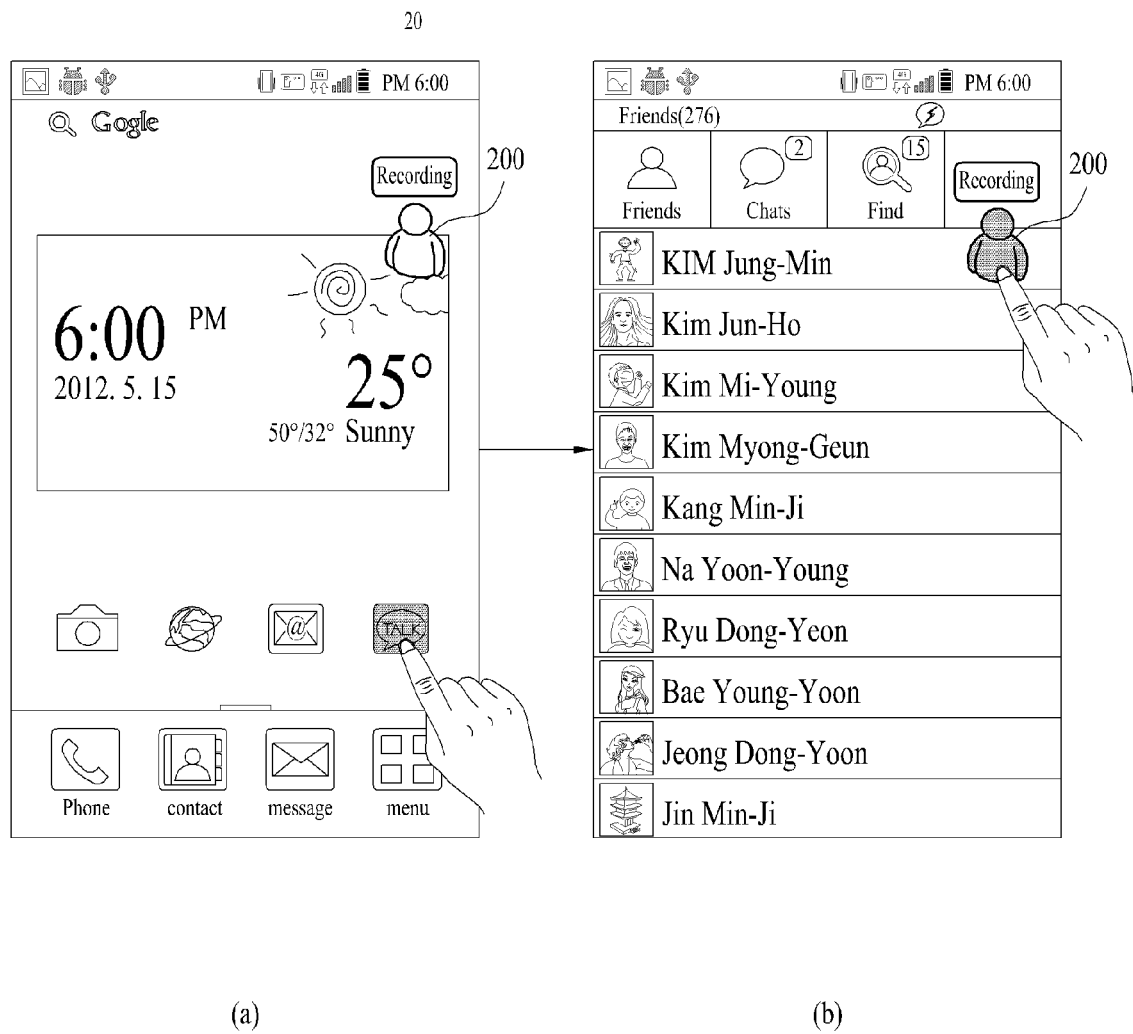 20
PM 6:00
Gogle
Recording
200
6:00 PM
2012. 5. 15
25°
50°/32° Sunny
@
TALK
Phone contact message menu
(a)
4G
PM 6:00
Friends(276)
2
15
Recording
200
Friends Chats Find
KIM Jung-Min
Kim Jun-Ho
Kim Mi-Young
Kim Myong-Geun
Kang Min-Ji
Na Yoon-Young
Ryu Dong-Yeon
Bae Young-Yoon
Jeong Dong-Yoon
Jin Min-Ji
(b)